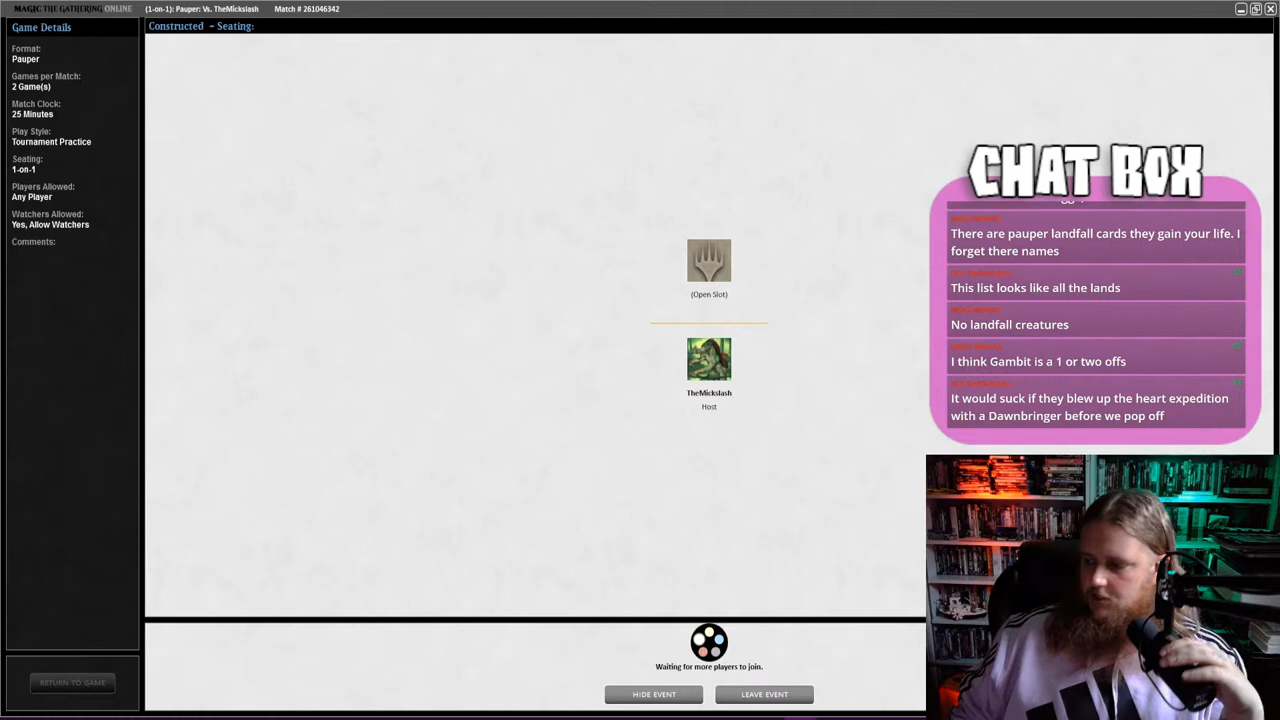 MAGIC THE GATHERING ONLINE
(1-on-1): Pauper: Vs. TheMickslash
Match # 261046342
Game Details
Constructed - Seating:
Format:
Pauper
Games per Match:
2 Game(s)
Match Clock:
25 Minutes
Play Style:
Tournament Practice
Seating:
1-on-1
Players Allowed:
Any Player
Watchers Allowed:
Yes, Allow Watchers
Comments:
(Open Slot)
TheMickslash
Host
CHAT BOX
There are pauper landfall cards they gain your life. I
forget there names
This list looks like all the lands
No landfall creatures
I think Gambit is a 1 or two offs
It would suck if they blew up the heart expedition
with a Dawnbringer before we pop off
Waiting for more players to join.
RETURN TO GAME
HIDE EVENT
LEAVE EVENT